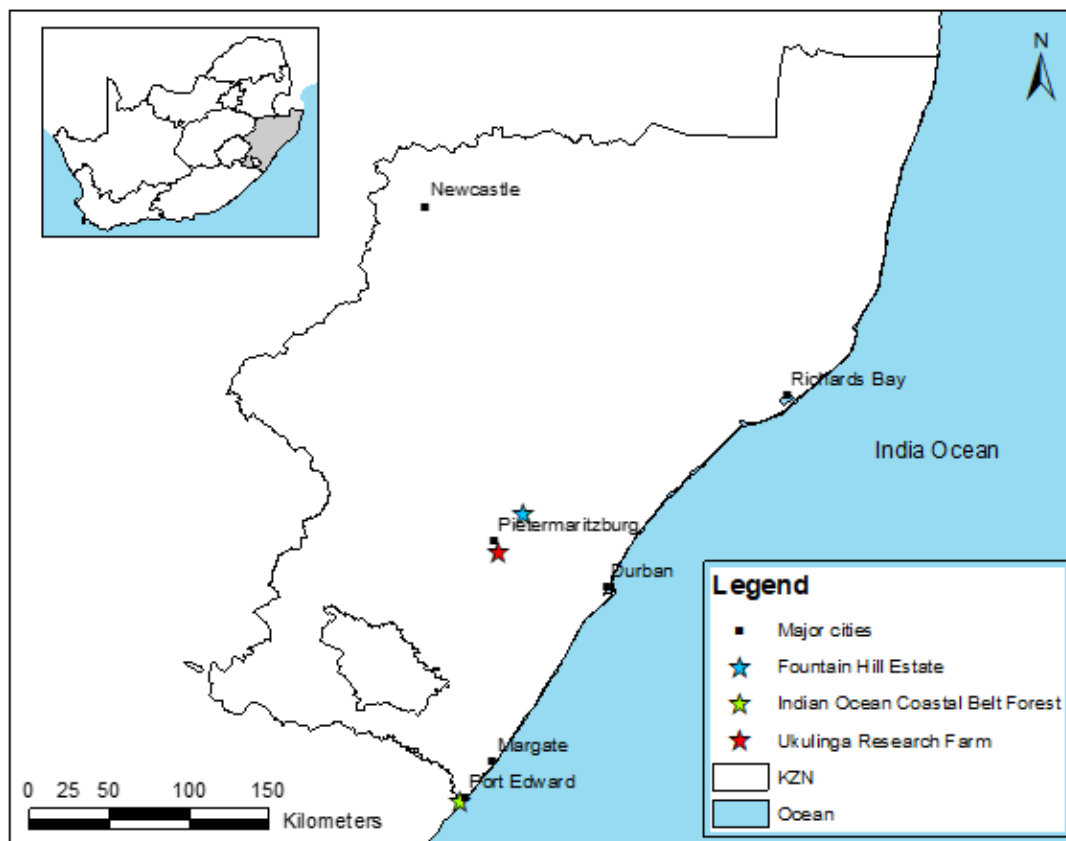 N
Newcastle
Richards Bay
India Ocean
Pietermaritzburg
Durban
Margate
Port Edward
0 25 50 100 150
Kilometers
Legend
Major cities
Fountain Hill Estate
Indian Ocean Coastal Belt Forest
Ukulinga Research Farm
KZN
Ocean